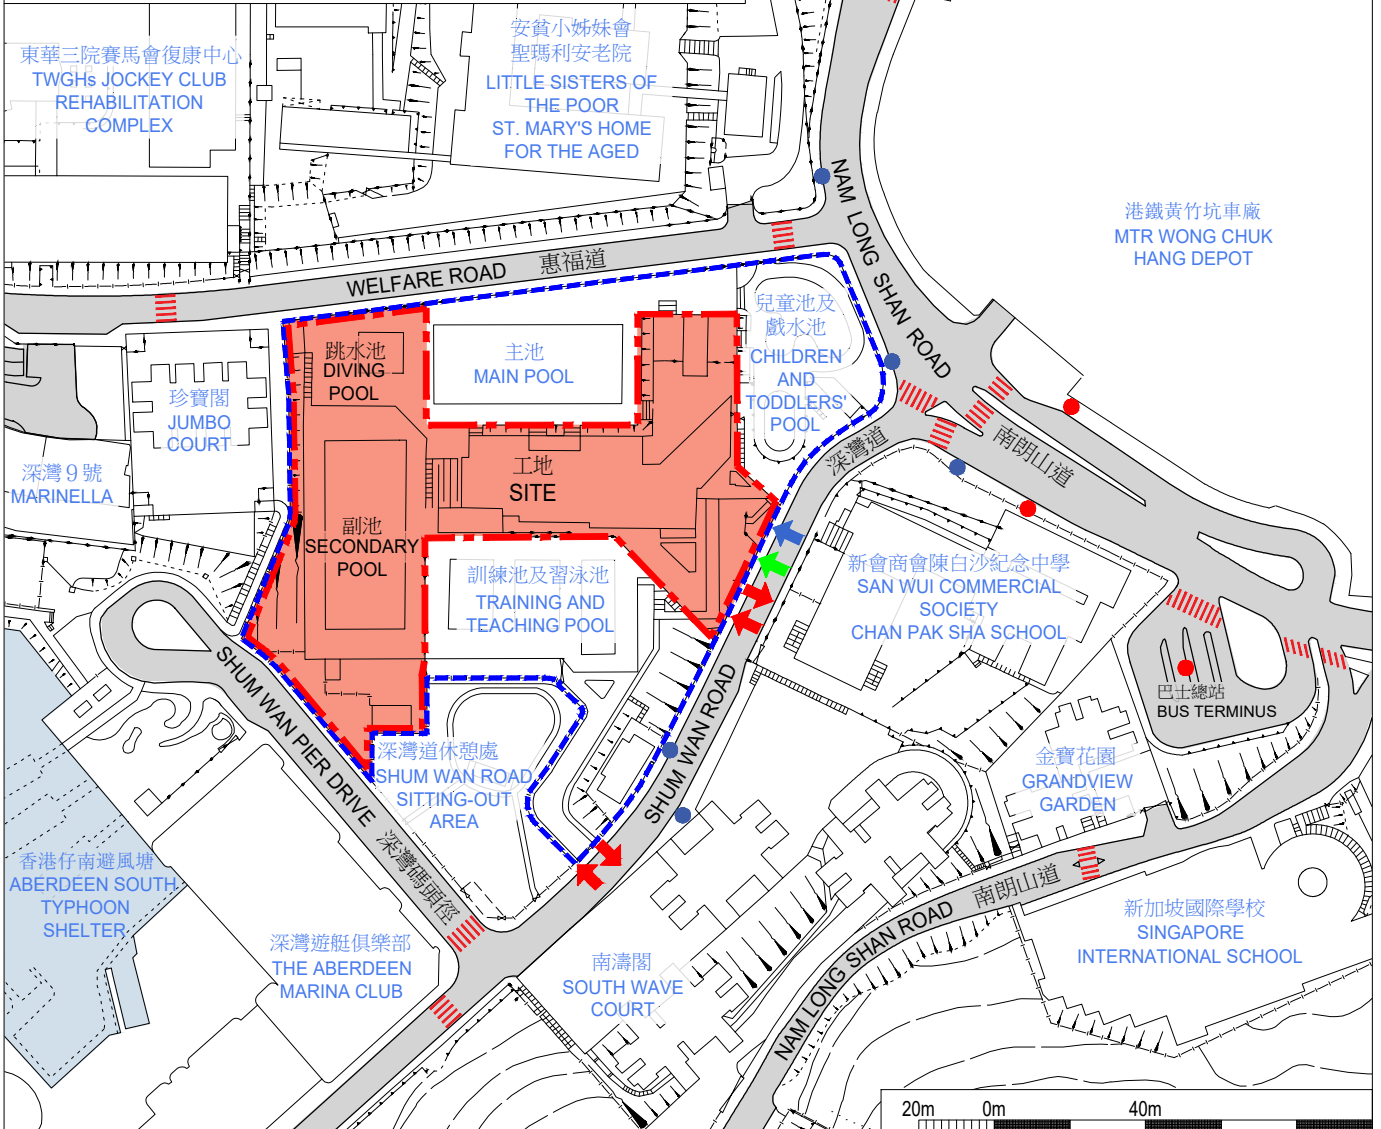 東華三院賽馬會復康中心
TWGHs JOCKEY CLUB
REHABILITATION
COMPLEX
安貧小姊妹會
聖瑪利安老院
LITTLE SISTERS OF
THE POOR
ST. MARY'S HOME
FOR THE AGED
NAM LONG SHAN ROAD
港鐵黃竹坑車廠
MTR WONG CHUK
HANG DEPOT
WELFARE ROAD 惠福道
跳水池
DIVING
POOL
主池
MAIN POOL
兒童池及
戲水池
CHILDREN
AND
TODDLERS'
POOL
珍寶閣
JUMBO
COURT
深灣9號
MARINELLA
工地
SITE
深灣道
南朗山道
副池
SECONDARY
POOL
訓練池及習泳池
TRAINING AND
TEACHING POOL
新會商會陳白沙紀念中學
SAN WUI COMMERCIAL
SOCIETY
CHAN PAK SHA SCHOOL
巴士總站
BUS TERMINUS
SHUM WAN PIER DRIVE 深灣碼頭徑
SHUM WAN ROAD
深灣道休憩處
SHUM WAN ROAD
SITTING-OUT
AREA
金寶花園
GRANDVIEW
GARDEN
香港仔南避風塘
ABERDEEN SOUTH
TYPHOON
SHELTER
深灣遊艇俱樂部
THE ABERDEEN
MARINA CLUB
南濤閣
SOUTH WAVE
COURT
NAM LONG SHAN ROAD 南朗山道
新加坡國際學校
SINGAPORE
INTERNATIONAL SCHOOL
20m 0m 40m